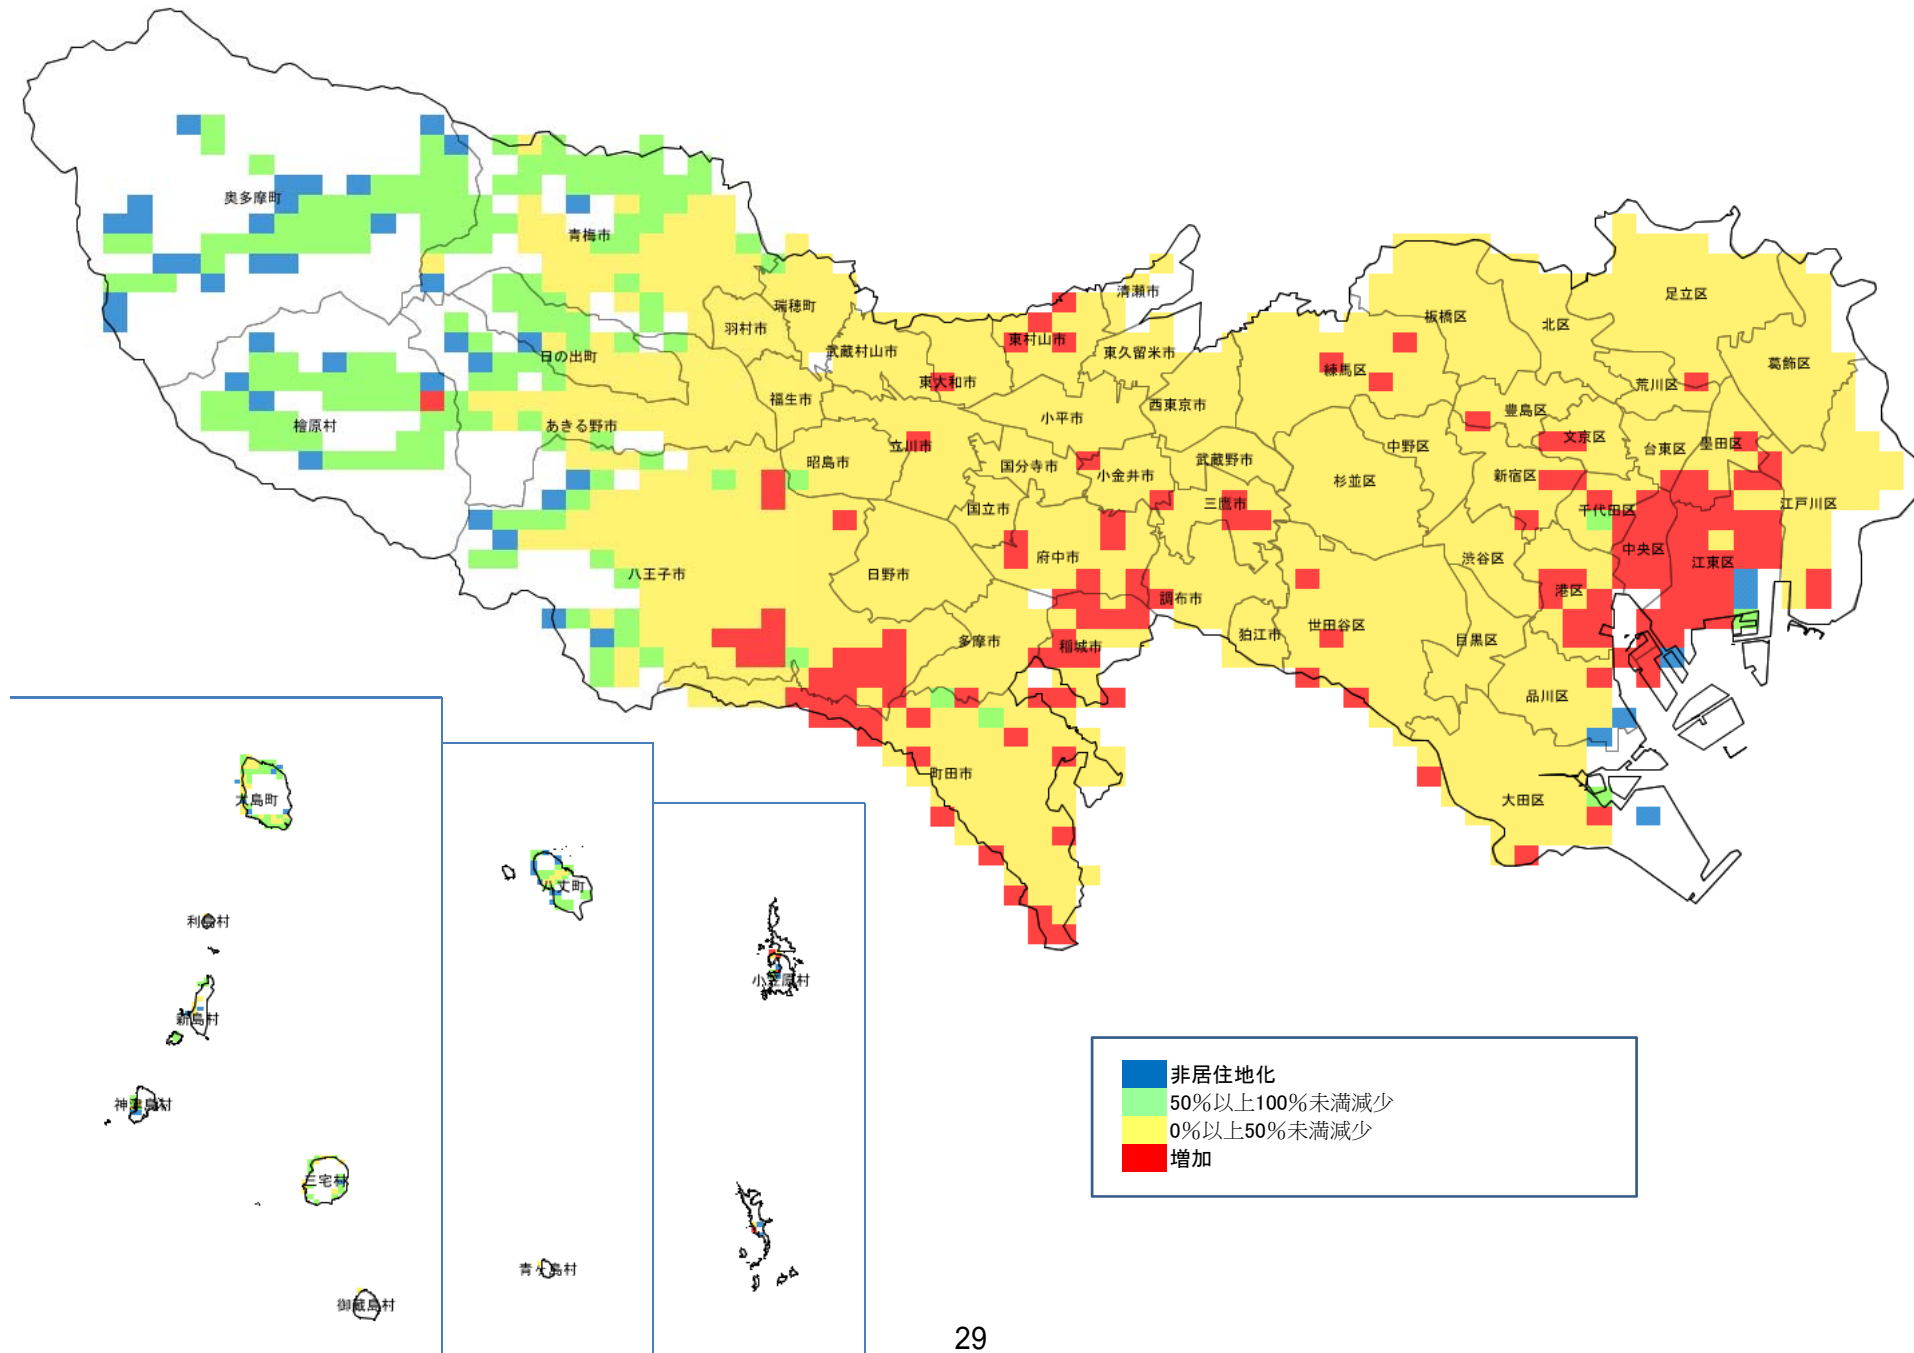 奥多摩町
青梅市
瑞穂町
羽村市
日の出町
武蔵村山市
東大和市
東村山市
清瀬市
東久留米市
西東京市
練馬区
板橋区
北区
足立区
葛飾区
荒川区
豊島区
文京区
台東区
墨田区
檜原村
あきる野市
福生市
昭島市
立川市
小平市
国分寺市
小金井市
武蔵野市
三鷹市
中野区
杉並区
新宿区
千代田区
江戸川区
国立市
府中市
八王子市
日野市
調布市
狛江市
世田谷区
渋谷区
港区
中央区
江東区
多摩市
稲城市
目黒区
品川区
町田市
大田区
大島町
利島村
新島村
神津島村
三宅村
御蔵島村
八丈町
青ヶ島村
小笠原村
非居住地化
50%以上100%未満減少
0%以上50%未満減少
増加
29